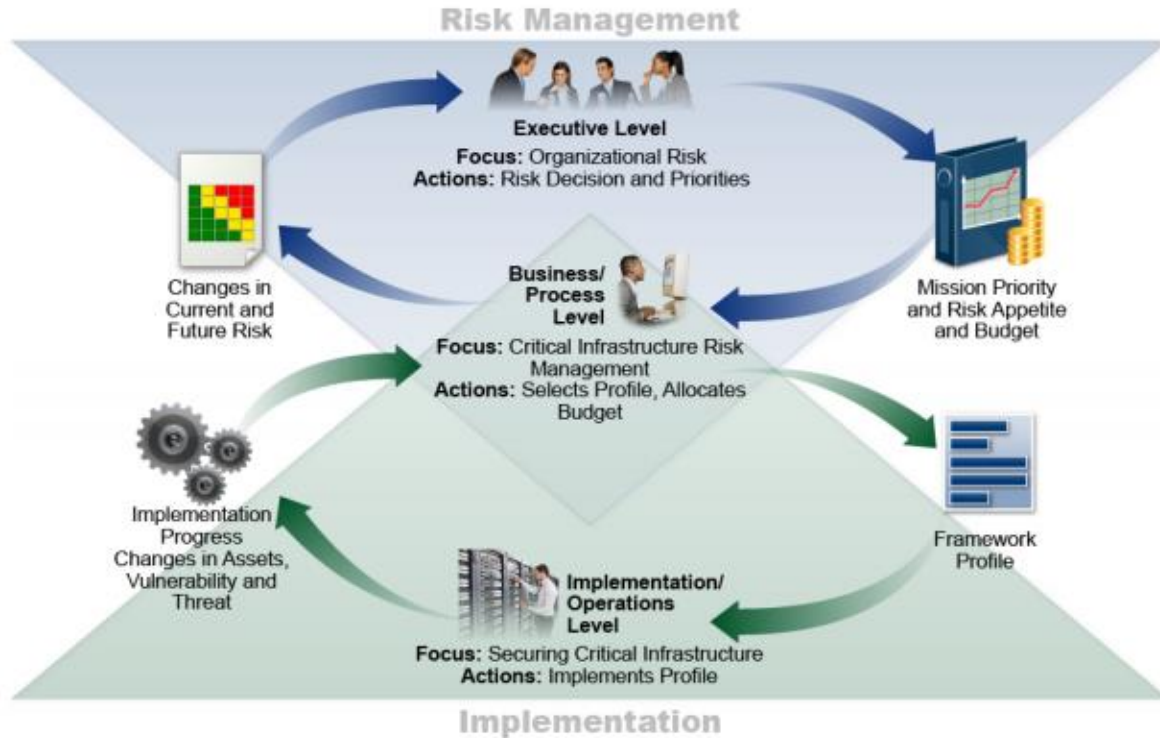 Risk Management
Executive Level
Focus: Organizational Risk
Actions: Risk Decision and Priorities
Changes in
Current and
Future Risk
Mission Priority
and Risk Appetite
and Budget
Business/
Process
Level
Focus: Critical Infrastructure Risk
Management
Actions: Selects Profile, Allocates
Budget
Implementation
Progress
Changes in Assets,
Vulnerability and
Threat
Framework
Profile
Implementation/
Operations
Level
Focus: Securing Critical Infrastructure
Actions: Implements Profile
Implementation